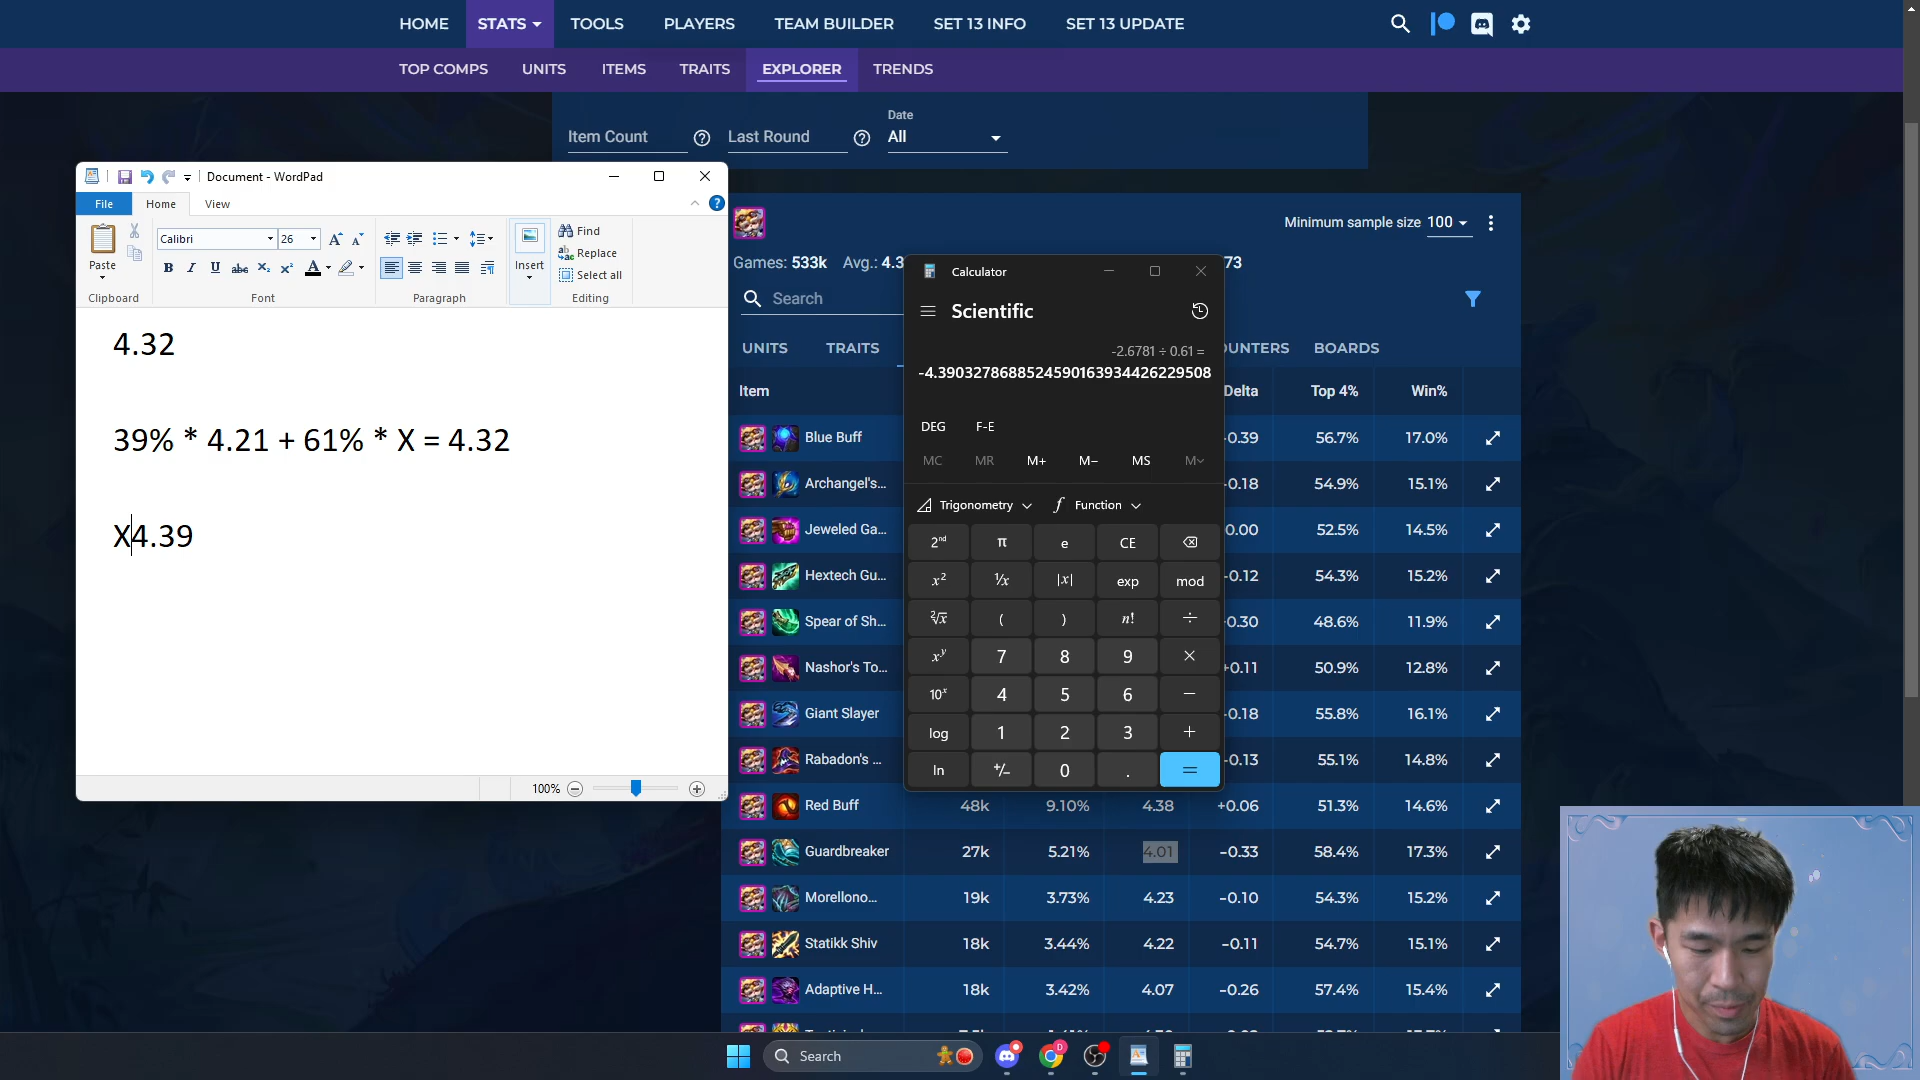 HOME STATS TOOLS PLAYERS TEAM BUILDER SET 13 INFO SET 13 UPDATE
TOP COMPS UNITS ITEMS TRAITS EXPLORER TRENDS
Date
Item Count ? Last Round ? All
Document - WordPad
File Home View ?
Calibri 26
Paste
B I U abc X₂ X² A
Insert
Find
Replace
Select all
Clipboard Font Paragraph Editing
4.32
39% * 4.21 + 61% * X = 4.32
X4.39
100%
Minimum sample size 100
Games: 533k Avg.: 4.3
73
Search
UNITS TRAITS
OUNTERS BOARDS
Item
Delta Top 4% Win%
Calculator
Scientific
-2.6781 ÷ 0.61 =
-4.3903278688524590163934426229508
DEG F-E
MC MR M+ M− MS M
Trigonometry f Function
2nd π e CE
x² ¹/x |x| exp mod
²√x ( ) n! ÷
xʸ 7 8 9 ×
10ˣ 4 5 6 −
log 1 2 3 +
ln +/− 0 . =
Blue Buff -0.39 56.7% 17.0%
Archangel's... -0.18 54.9% 15.1%
Jeweled Ga... 0.00 52.5% 14.5%
Hextech Gu... -0.12 54.3% 15.2%
Spear of Sh... 0.30 48.6% 11.9%
Nashor's To... +0.11 50.9% 12.8%
Giant Slayer -0.18 55.8% 16.1%
Rabadon's ... -0.13 55.1% 14.8%
Red Buff 48k 9.10% 4.38 +0.06 51.3% 14.6%
Guardbreaker 27k 5.21% 4.01 -0.33 58.4% 17.3%
Morellono... 19k 3.73% 4.23 -0.10 54.3% 15.2%
Statikk Shiv 18k 3.44% 4.22 -0.11 54.7% 15.1%
Adaptive H... 18k 3.42% 4.07 -0.26 57.4% 15.4%
Search